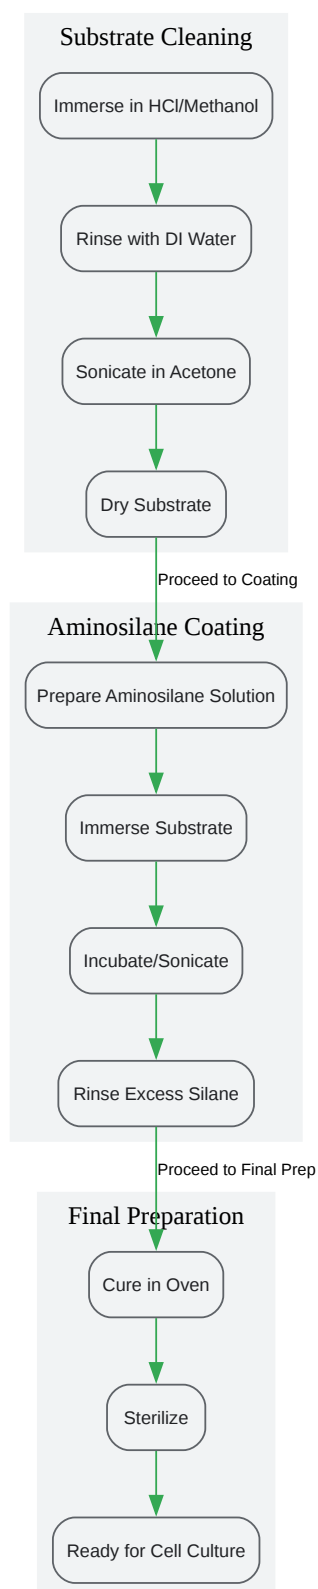 Substrate Cleaning
Immerse in HCl/Methanol
Rinse with DI Water
Sonicate in Acetone
Dry Substrate
Proceed to Coating
Aminosilane Coating
Prepare Aminosilane Solution
Immerse Substrate
Incubate/Sonicate
Rinse Excess Silane
Proceed to Final Prep
Final Preparation
Cure in Oven
Sterilize
Ready for Cell Culture